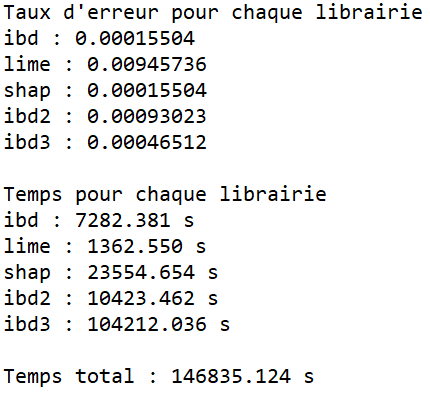 Taux d'erreur pour chaque librairie
ibd : 0.00015504
lime : 0.00945736
shap : 0.00015504
ibd2 : 0.00093023
ibd3 : 0.00046512
Temps pour chaque librairie
ibd : 7282.381 s
lime : 1362.550 s
shap : 23554.654 s
ibd2 : 10423.462 s
ibd3 : 104212.036 s
Temps total : 146835.124 s